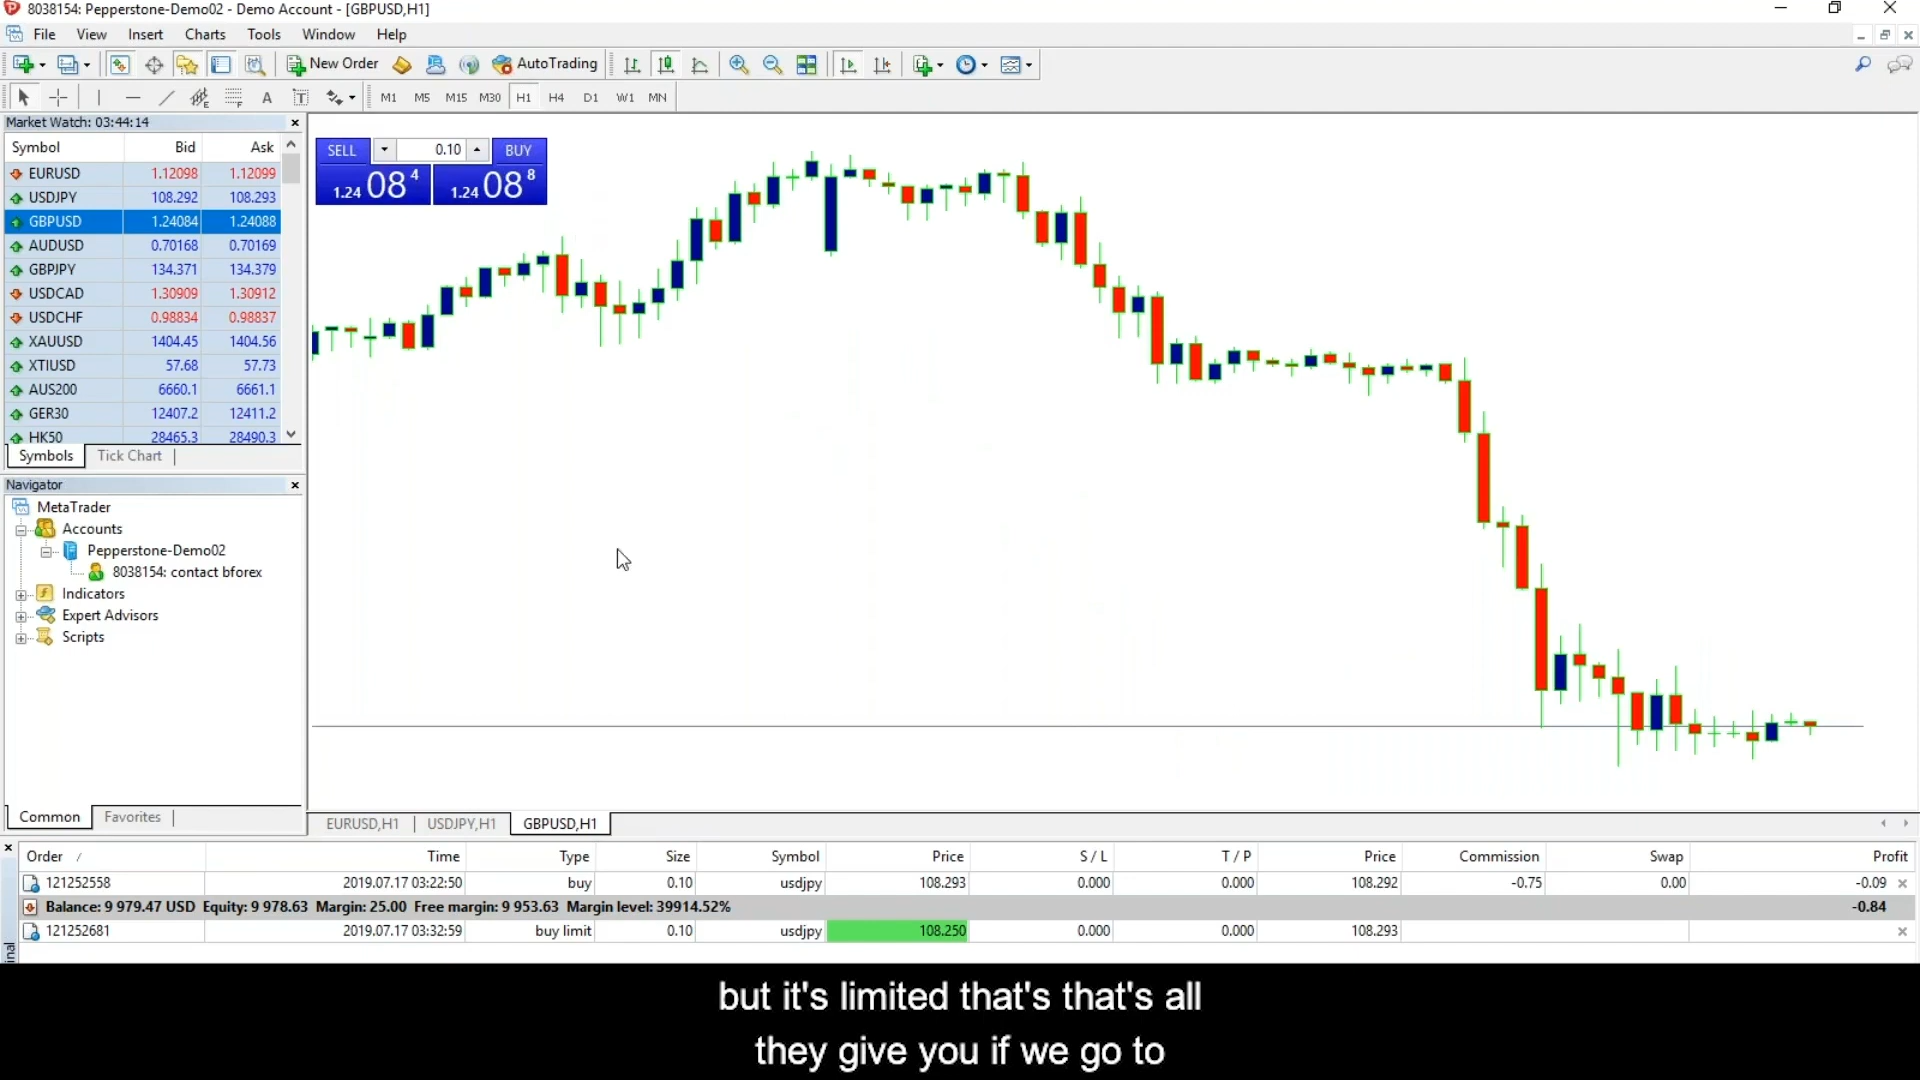 8038154: Pepperstone-Demo02 - Demo Account - [GBPUSD,H1]
File View Insert Charts Tools Window Help
New Order AutoTrading
A T M1 M5 M15 M30 H1 H4 D1 W1 MN
Market Watch: 03:44:14
Symbol Bid Ask
EURUSD 1.12098 1.12099
USDJPY 108.292 108.293
GBPUSD 1.24084 1.24088
AUDUSD 0.70168 0.70169
GBPJPY 134.371 134.379
USDCAD 1.30909 1.30912
USDCHF 0.98834 0.98837
XAUUSD 1404.45 1404.56
XTIUSD 57.68 57.73
AUS200 6660.1 6661.1
GER30 12407.2 12411.2
HK50 28465.3 28490.3
Symbols Tick Chart
SELL 0.10 BUY
1.24 08 4 1.24 08 8
Navigator
MetaTrader
Accounts
Pepperstone-Demo02
8038154: contact bforex
Indicators
Expert Advisors
Scripts
Common Favorites
EURUSD,H1 USDJPY,H1 GBPUSD,H1
Order / Time Type Size Symbol Price S / L T / P Price Commission Swap Profit
121252558 2019.07.17 03:22:50 buy 0.10 usdjpy 108.293 0.000 0.000 108.292 -0.75 0.00 -0.09
Balance: 9 979.47 USD Equity: 9 978.63 Margin: 25.00 Free margin: 9 953.63 Margin level: 39914.52% -0.84
121252681 2019.07.17 03:32:59 buy limit 0.10 usdjpy 108.250 0.000 0.000 108.293
but it's limited that's that's all
they give you if we go to